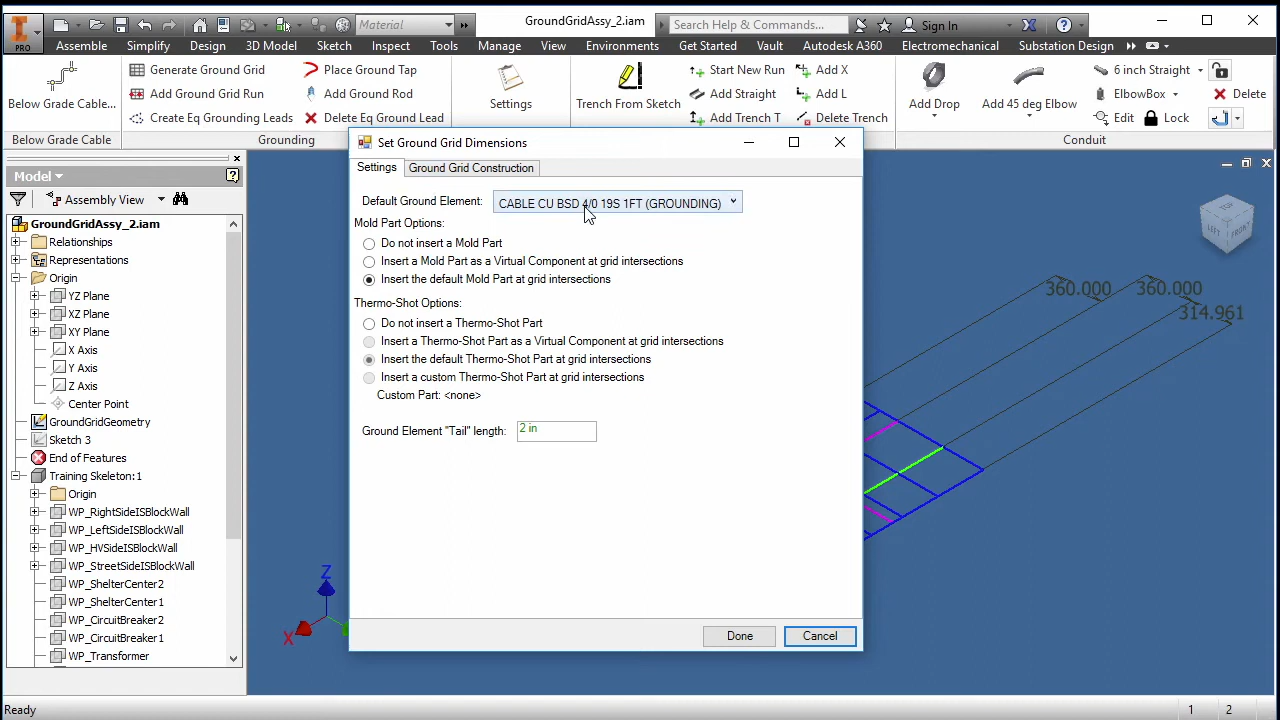 PRO
Material
GroundGridAssy_2.iam
Search Help & Commands...
Sign In
Assemble
Simplify
Design
3D Model
Sketch
Inspect
Tools
Manage
View
Environments
Get Started
Vault
Autodesk A360
Electromechanical
Substation Design
Below Grade Cable...
Below Grade Cable
Generate Ground Grid
Add Ground Grid Run
Create Eq Grounding Leads
Place Ground Tap
Add Ground Rod
Delete Eq Ground Lead
Grounding
Settings
Trench From Sketch
Start New Run
Add Straight
Add Trench T
Add X
Add L
Delete Trench
Add Drop
Add 45 deg Elbow
6 inch Straight
ElbowBox
Edit
Lock
Delete
Conduit
Model
Assembly View
GroundGridAssy_2.iam
Relationships
Representations
Origin
YZ Plane
XZ Plane
XY Plane
X Axis
Y Axis
Z Axis
Center Point
GroundGridGeometry
Sketch 3
End of Features
Training Skeleton:1
Origin
WP_RightSideISBlockWall
WP_LeftSideISBlockWall
WP_HVSideISBlockWall
WP_StreetSideISBlockWall
WP_ShelterCenter2
WP_ShelterCenter1
WP_CircuitBreaker2
WP_CircuitBreaker1
WP_Transformer
Set Ground Grid Dimensions
Settings
Ground Grid Construction
Default Ground Element:
CABLE CU BSD 4/0 19S 1FT (GROUNDING)
Mold Part Options:
Do not insert a Mold Part
Insert a Mold Part as a Virtual Component at grid intersections
Insert the default Mold Part at grid intersections
Thermo-Shot Options:
Do not insert a Thermo-Shot Part
Insert a Thermo-Shot Part as a Virtual Component at grid intersections
Insert the default Thermo-Shot Part at grid intersections
Insert a custom Thermo-Shot Part at grid intersections
Custom Part: <none>
Ground Element "Tail" length:
2 in
Done
Cancel
LEFT
FRONT
360.000
360.000
314.961
Z
X
Ready
1
2